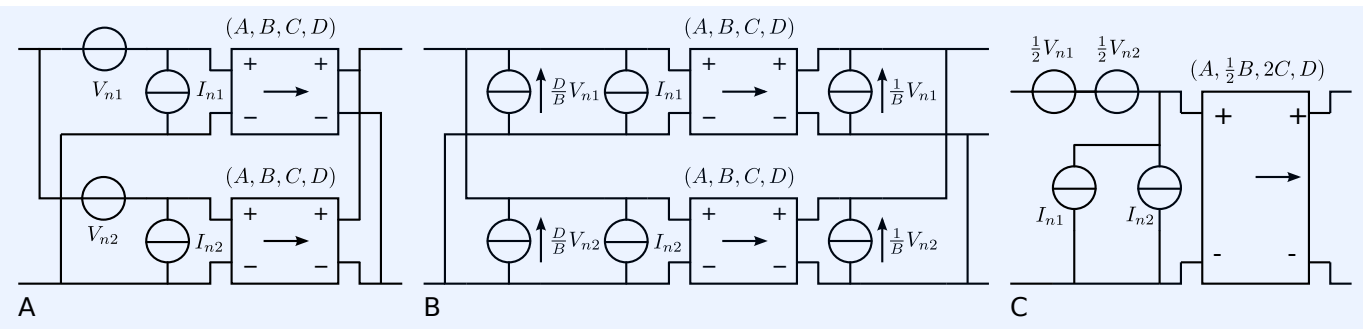 (A, B, C, D)
V_{n1}
I_{n1}
+ +
− −
(A, B, C, D)
V_{n2}
I_{n2}
+ +
− −
A
(A, B, C, D)
\frac{D}{B}V_{n1}
I_{n1}
+ +
− −
\frac{1}{B}V_{n1}
(A, B, C, D)
\frac{D}{B}V_{n2}
I_{n2}
+ +
− −
\frac{1}{B}V_{n2}
B
\frac{1}{2}V_{n1} \frac{1}{2}V_{n2}
(A, \frac{1}{2}B, 2C, D)
+ +
I_{n1} I_{n2}
- -
C